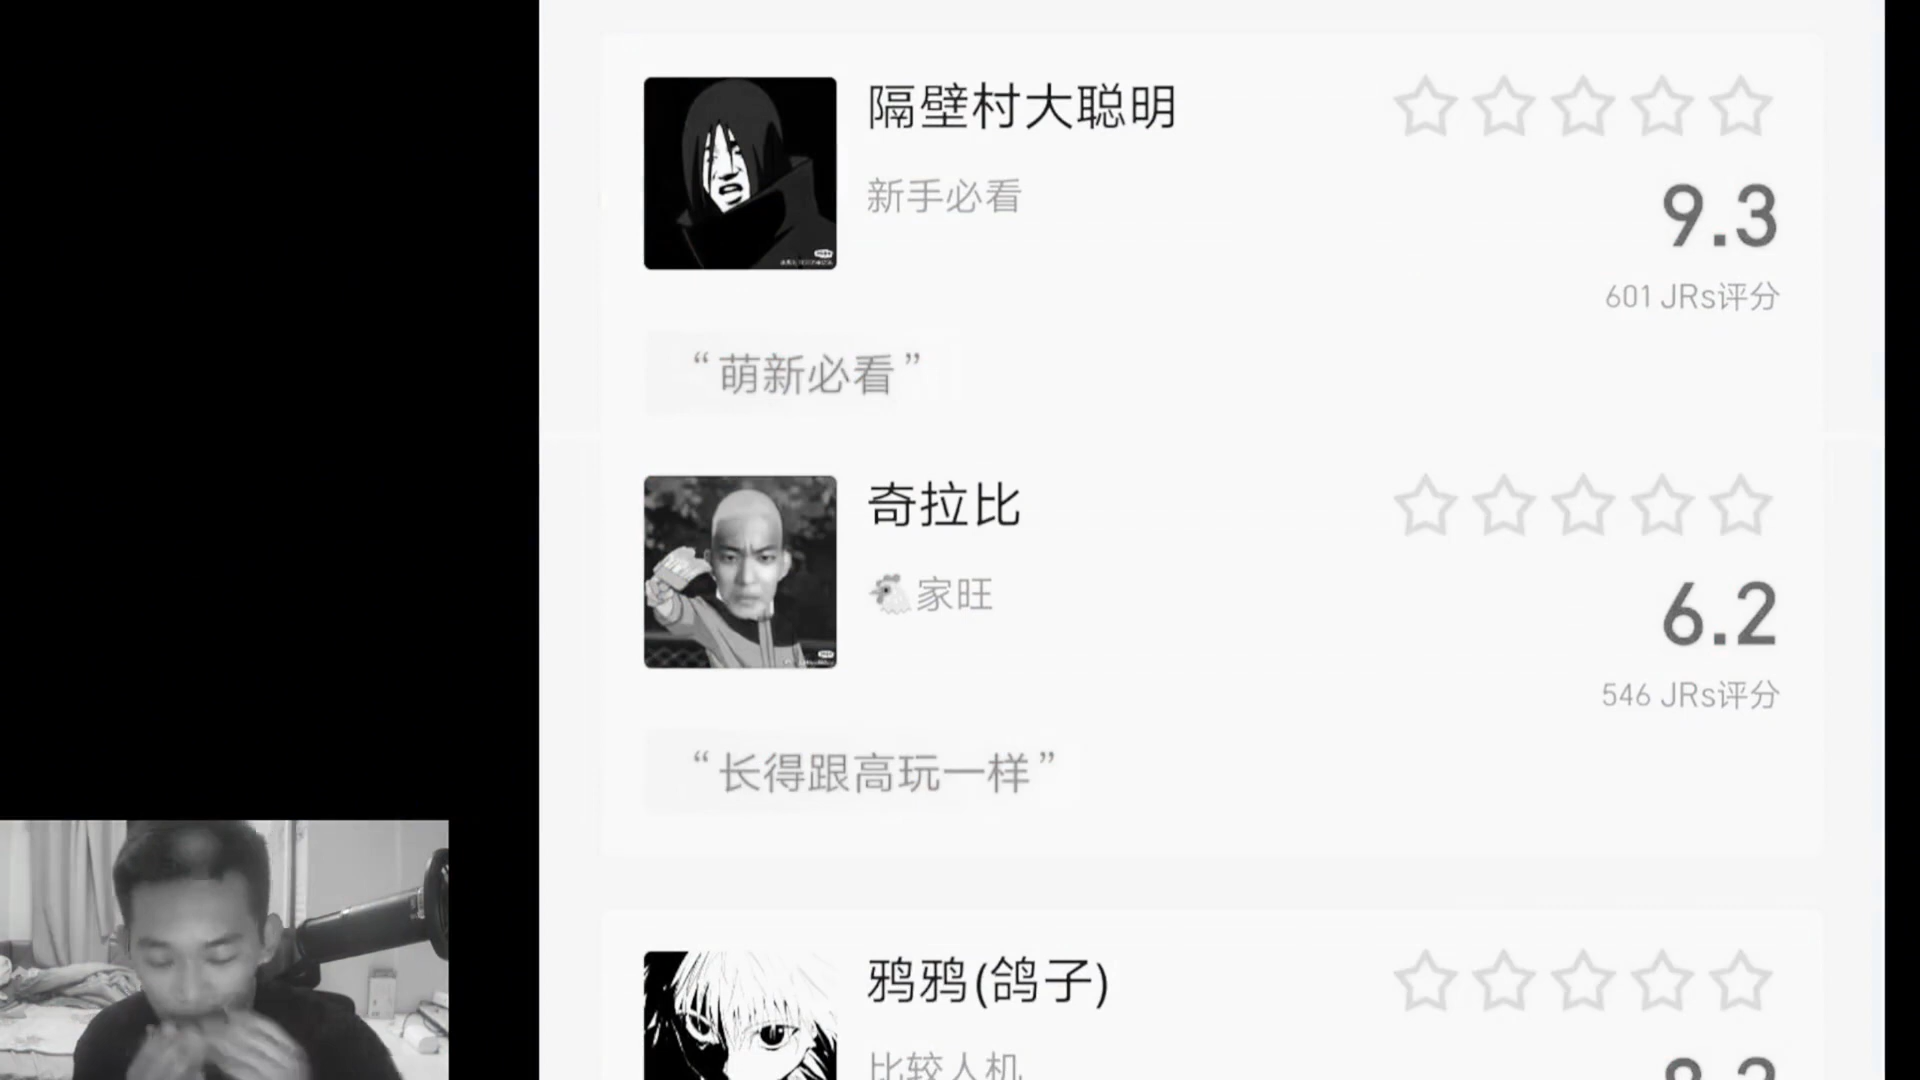 隔壁村大聪明
新手必看
9.3
601 JRs评分
“萌新必看”
奇拉比
🐔家旺
6.2
546 JRs评分
“长得跟高玩一样”
鸦鸦(鸽子)
比较人机